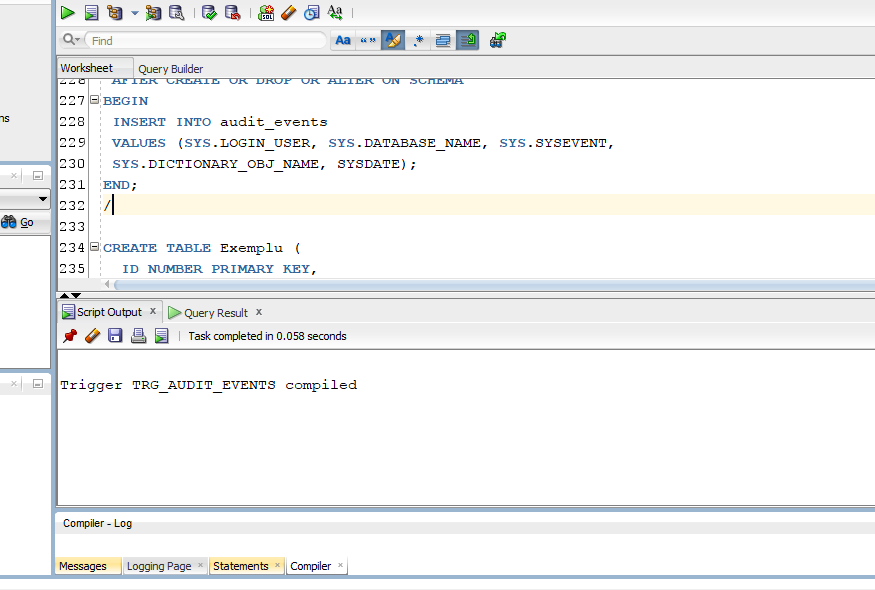 Find
Aa “ ” .*
Worksheet Query Builder
226 AFTER CREATE OR DROP OR ALTER ON SCHEMA
227 BEGIN
228 INSERT INTO audit_events
229 VALUES (SYS.LOGIN_USER, SYS.DATABASE_NAME, SYS.SYSEVENT,
230 SYS.DICTIONARY_OBJ_NAME, SYSDATE);
231 END;
232 /
233
234 CREATE TABLE Exemplu (
235 ID NUMBER PRIMARY KEY,
ns
Go
Script Output x Query Result x
Task completed in 0.058 seconds
Trigger TRG_AUDIT_EVENTS compiled
Compiler - Log
Messages Logging Page × Statements × Compiler ×